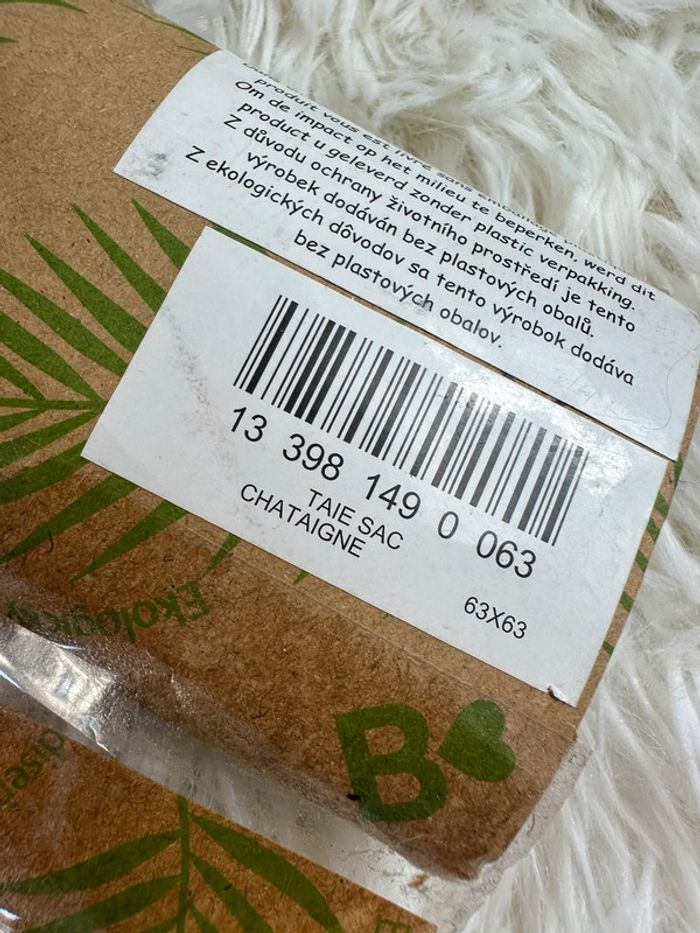 produit vous est livré sans
Om de impact op het milieu te beperken, werd dit
product u geleverd zonder plastic verpakking.
Z důvodu ochrany životního prostředí je tento
výrobek dodáván bez plastových obalů.
Z ekologických dôvodov sa tento výrobok dodáva
bez plastových obalov.
13 398 149 0 063
TAIE SAC
CHATAIGNE
63X63
Ekologick
B